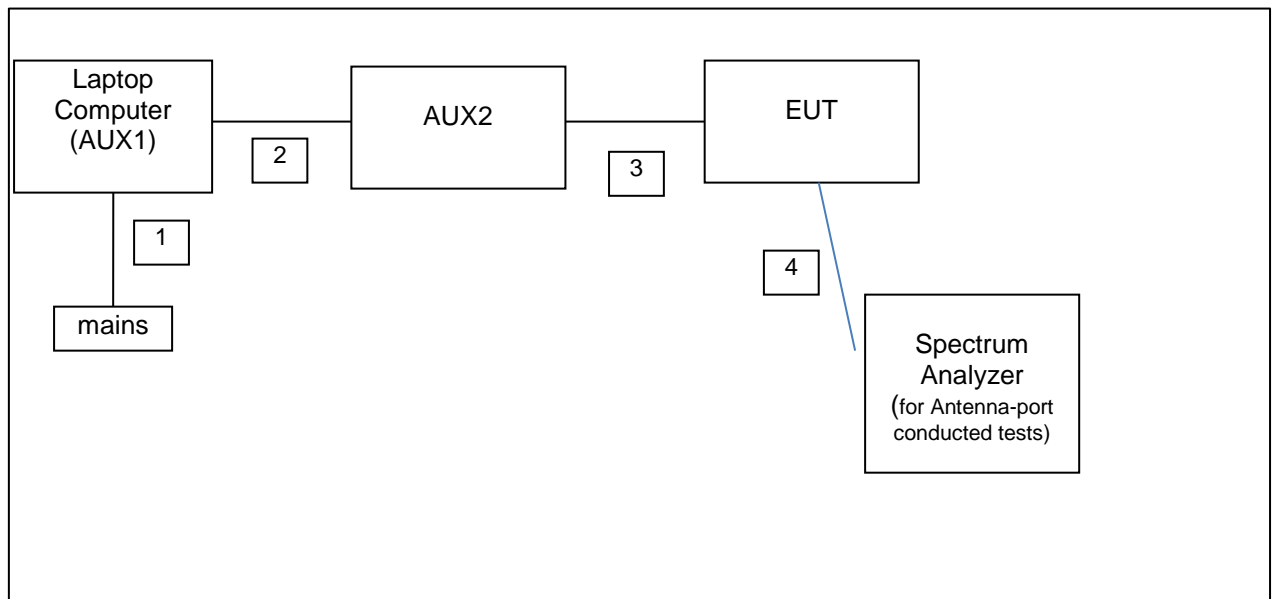 Laptop
Computer
(AUX1)
AUX2
EUT
2
3
1
4
mains
Spectrum
Analyzer
(for Antenna-port
conducted tests)